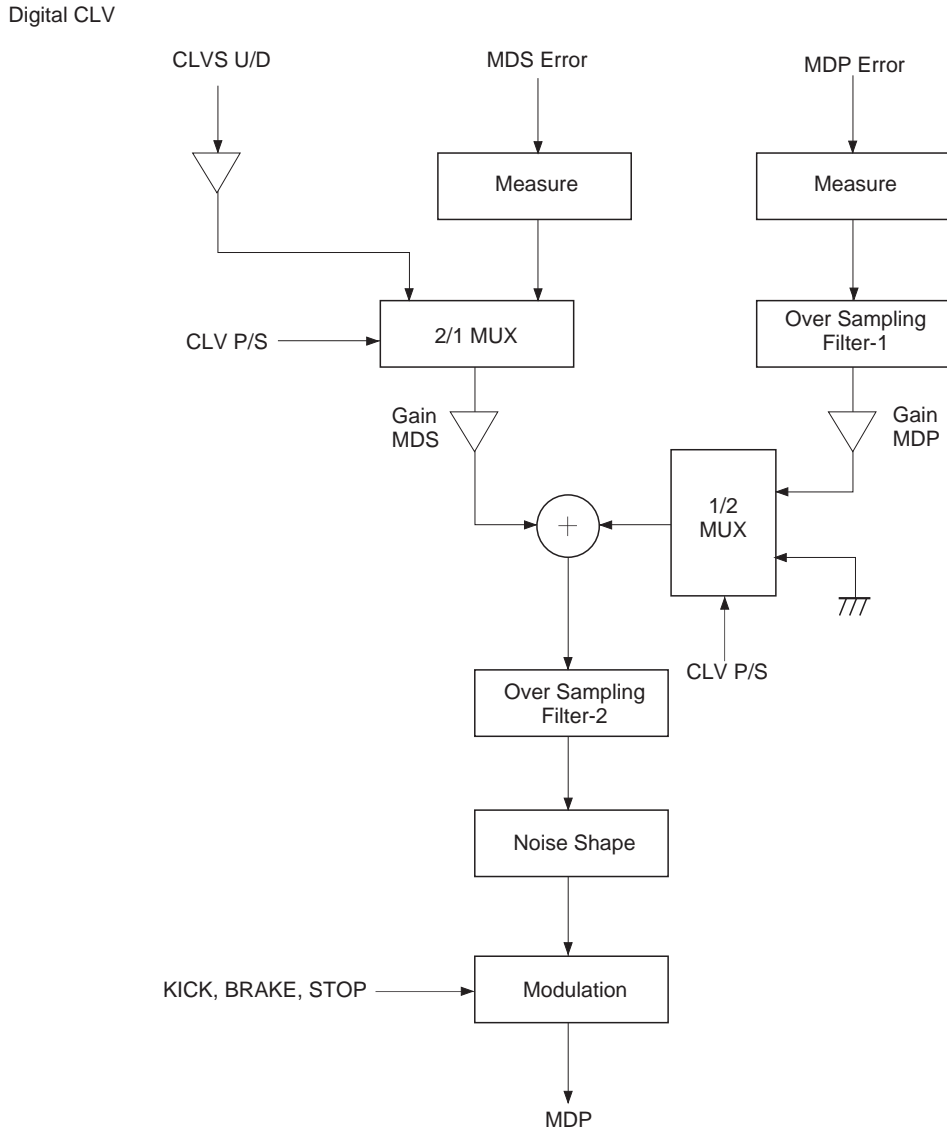 Digital CLV
CLVS U/D
MDS Error
MDP Error
Measure
Measure
CLV P/S
2/1 MUX
Over Sampling
Filter-1
Gain
MDS
Gain
MDP
1/2
MUX
+
CLV P/S
Over Sampling
Filter-2
Noise Shape
KICK, BRAKE, STOP
Modulation
MDP